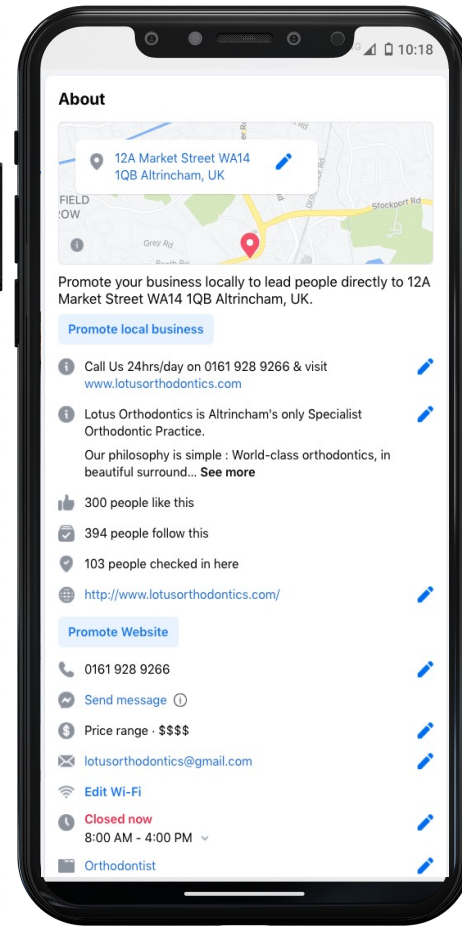 10:18
About
12A Market Street WA14
1QB Altrincham, UK
FIELD
ROW
Grey Rd
Stockport Rd
Promote your business locally to lead people directly to 12A
Market Street WA14 1QB Altrincham, UK.
Promote local business
Call Us 24hrs/day on 0161 928 9266 & visit
www.lotusorthodontics.com
Lotus Orthodontics is Altrincham's only Specialist
Orthodontic Practice.
Our philosophy is simple : World-class orthodontics, in
beautiful surround... See more
300 people like this
394 people follow this
103 people checked in here
http://www.lotusorthodontics.com/
Promote Website
0161 928 9266
Send message
Price range · $$$$
lotusorthodontics@gmail.com
Edit Wi-Fi
Closed now
8:00 AM - 4:00 PM
Orthodontist